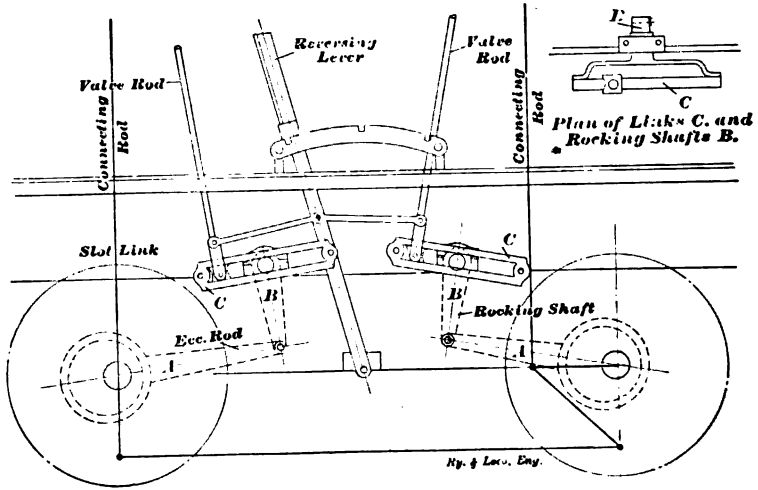 E
Reversing
Lever
Valve
Rod
Valve Rod
Connecting
Rod
Connecting
Rod
C
Plan of Links C. and
Rocking Shafts B.
Slot Link
C
C
B
B
Rocking Shaft
Ecc. Rod
A
A
Ry. & Loco. Eng.